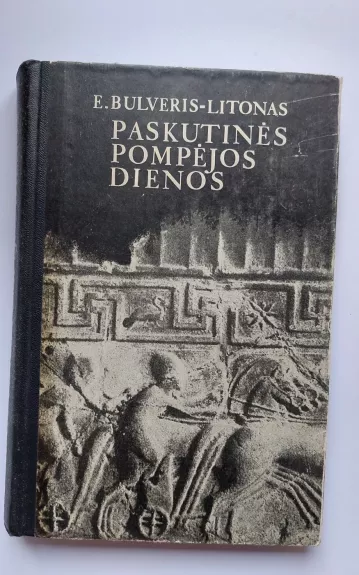 E. BULVERIS-LITONAS
PASKUTINĖS
POMPĖJOS
DIENOS